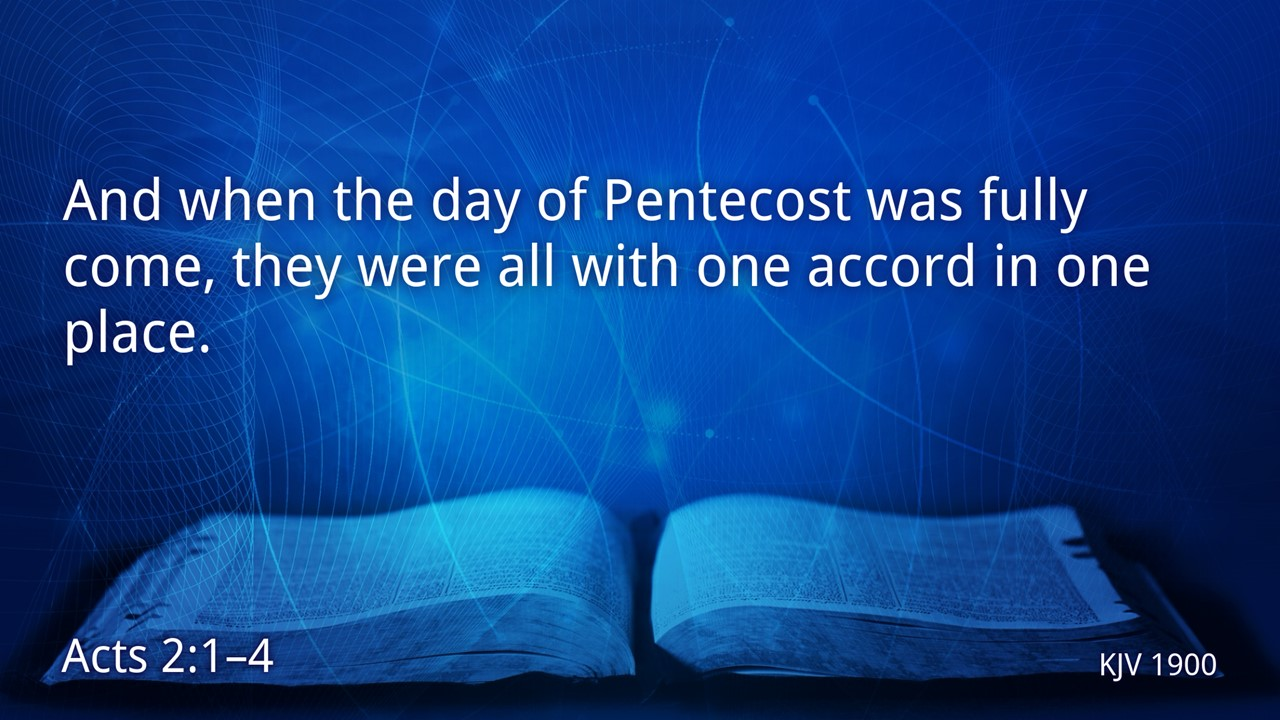 And when the day of Pentecost was fully
come, they were all with one accord in one
place.
Acts 2:1–4
KJV 1900